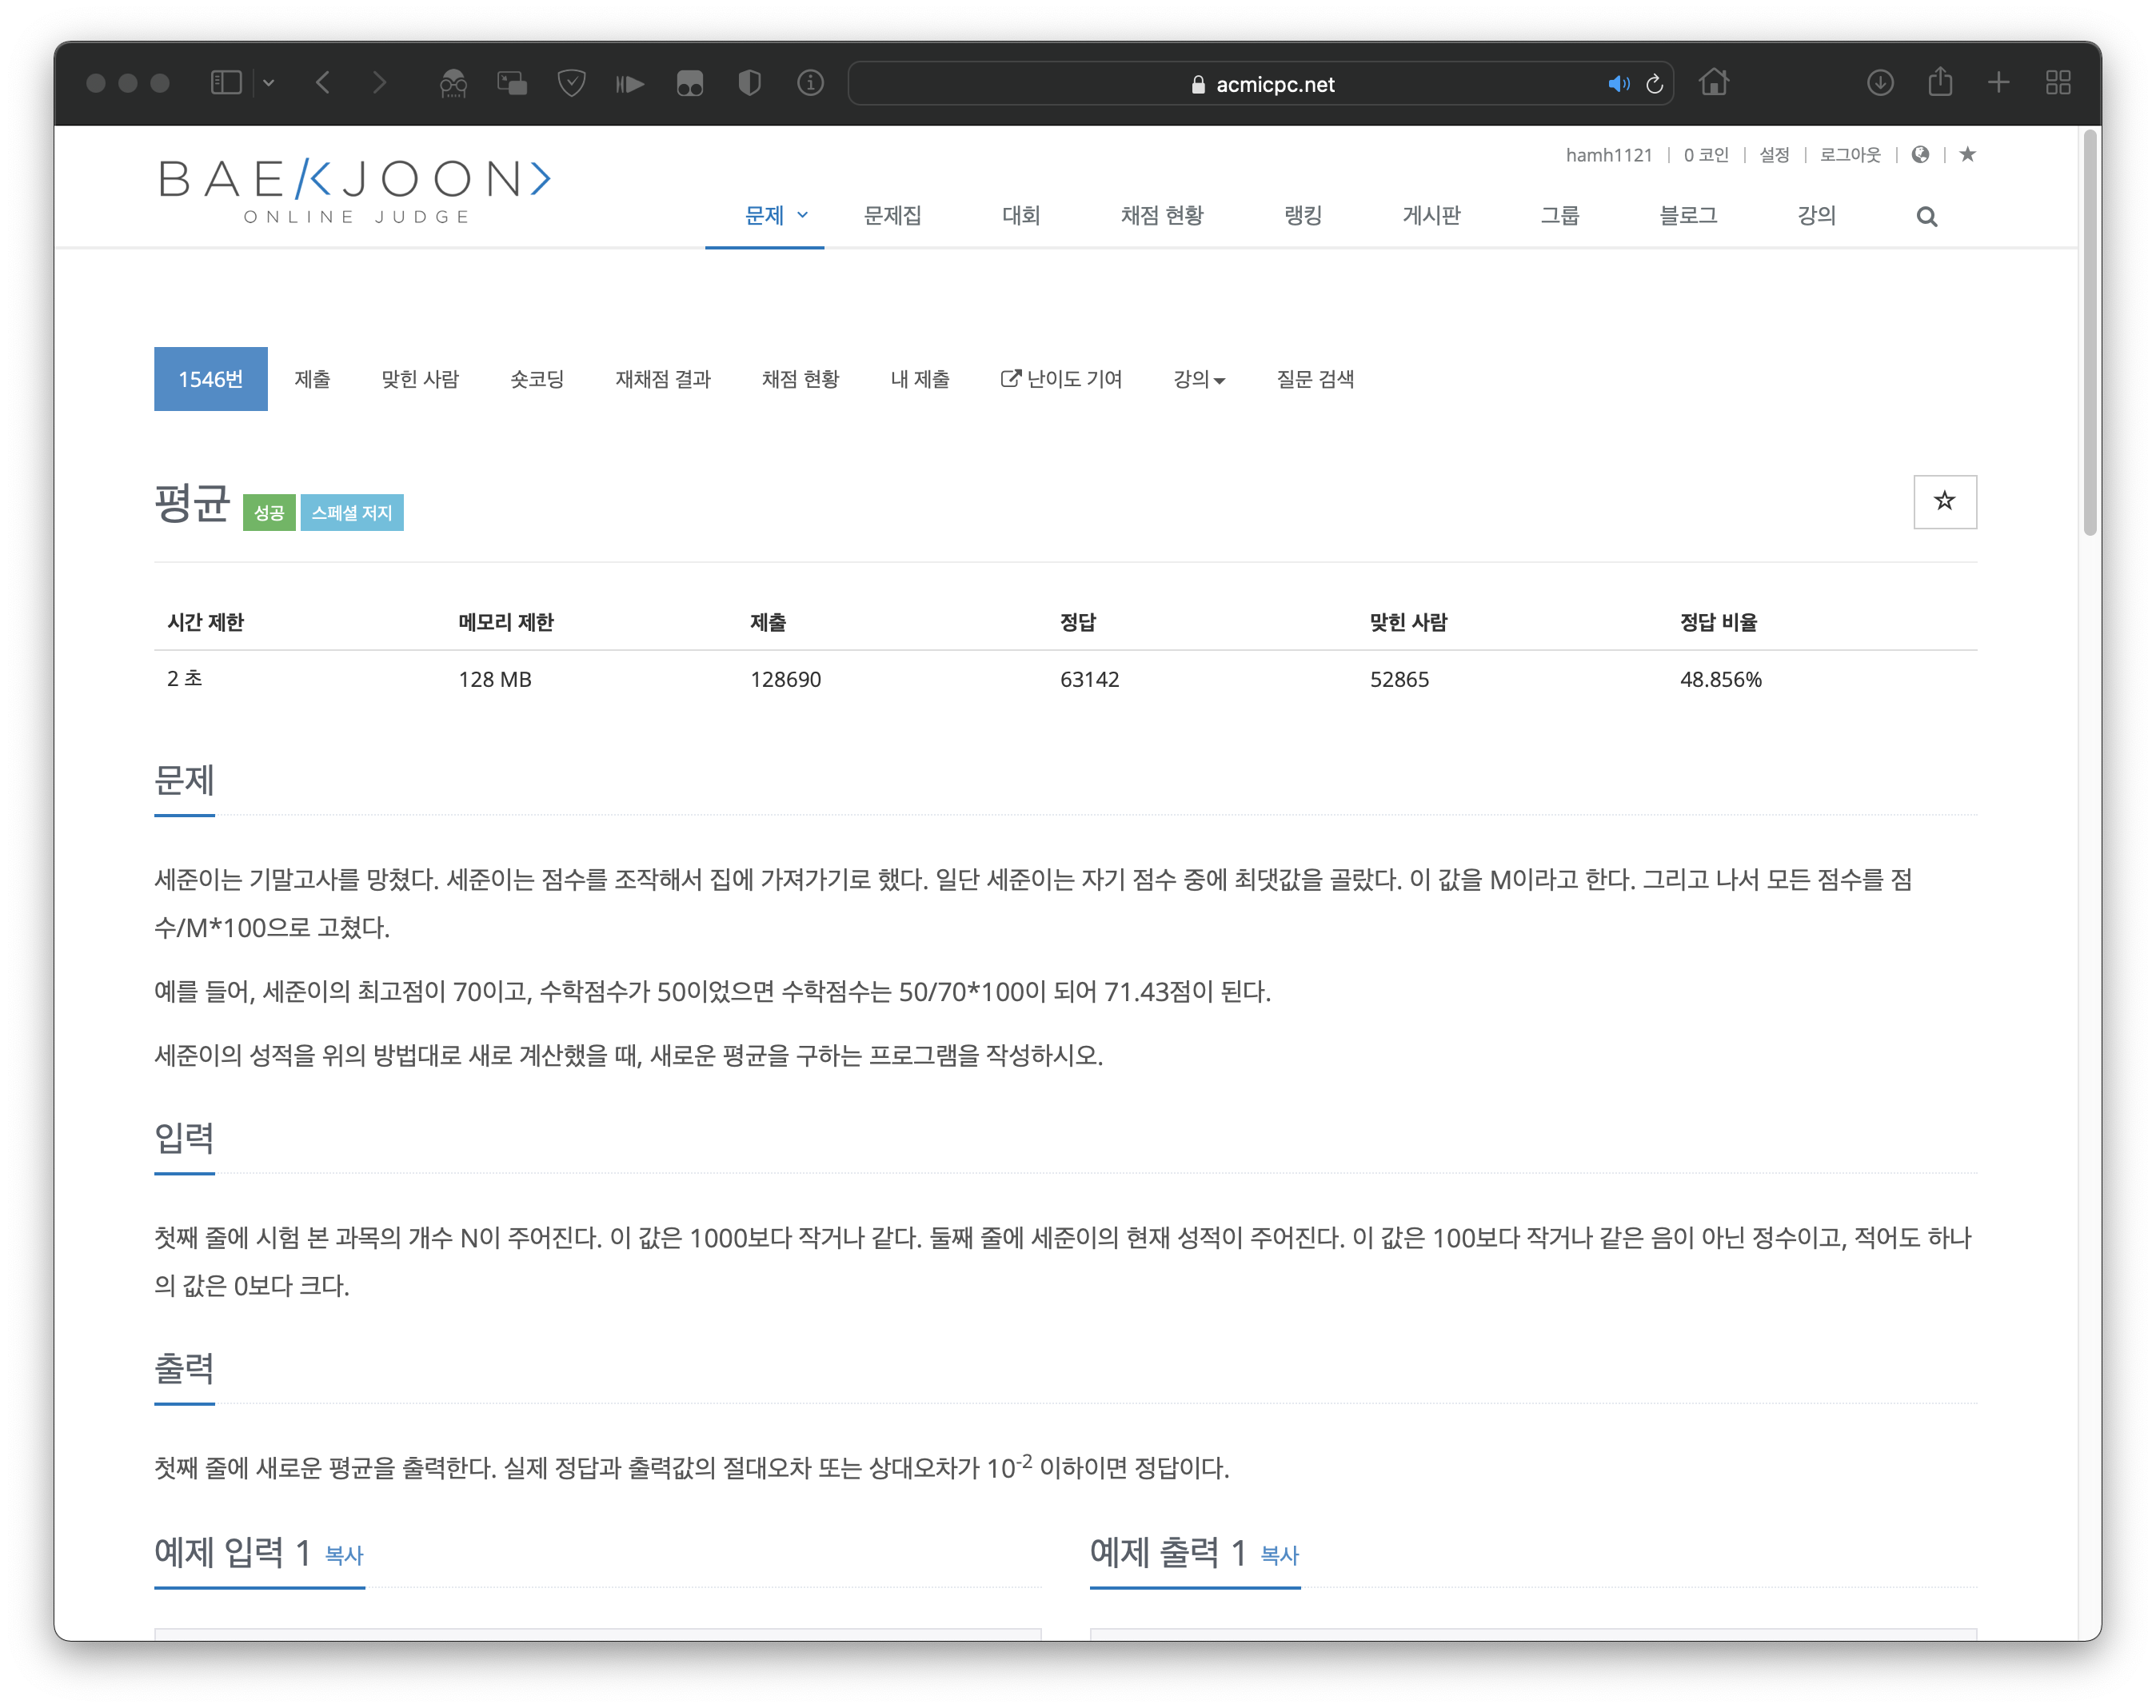 acmicpc.net
hamh1121 | 0 코인 | 설정 | 로그아웃
BAE/<JOON>
ONLINE JUDGE
문제 문제집 대회 채점 현황 랭킹 게시판 그룹 블로그 강의
1546번 제출 맞힌 사람 숏코딩 재채점 결과 채점 현황 내 제출 난이도 기여 강의 질문 검색
평균 성공 스페셜 저지
시간 제한 메모리 제한 제출 정답 맞힌 사람 정답 비율
2 초 128 MB 128690 63142 52865 48.856%
문제
세준이는 기말고사를 망쳤다. 세준이는 점수를 조작해서 집에 가져가기로 했다. 일단 세준이는 자기 점수 중에 최댓값을 골랐다. 이 값을 M이라고 한다. 그리고 나서 모든 점수를 점
수/M*100으로 고쳤다.
예를 들어, 세준이의 최고점이 70이고, 수학점수가 50이었으면 수학점수는 50/70*100이 되어 71.43점이 된다.
세준이의 성적을 위의 방법대로 새로 계산했을 때, 새로운 평균을 구하는 프로그램을 작성하시오.
입력
첫째 줄에 시험 본 과목의 개수 N이 주어진다. 이 값은 1000보다 작거나 같다. 둘째 줄에 세준이의 현재 성적이 주어진다. 이 값은 100보다 작거나 같은 음이 아닌 정수이고, 적어도 하나
의 값은 0보다 크다.
출력
첫째 줄에 새로운 평균을 출력한다. 실제 정답과 출력값의 절대오차 또는 상대오차가 10-2 이하이면 정답이다.
예제 입력 1 복사 예제 출력 1 복사